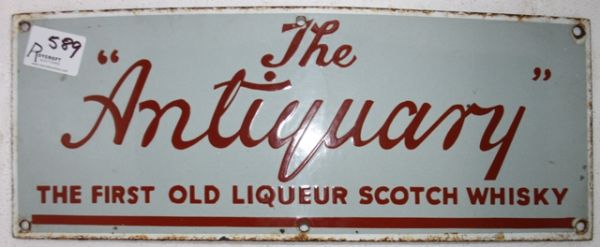 The
"Antiquary"
THE FIRST OLD LIQUEUR SCOTCH WHISKY
589